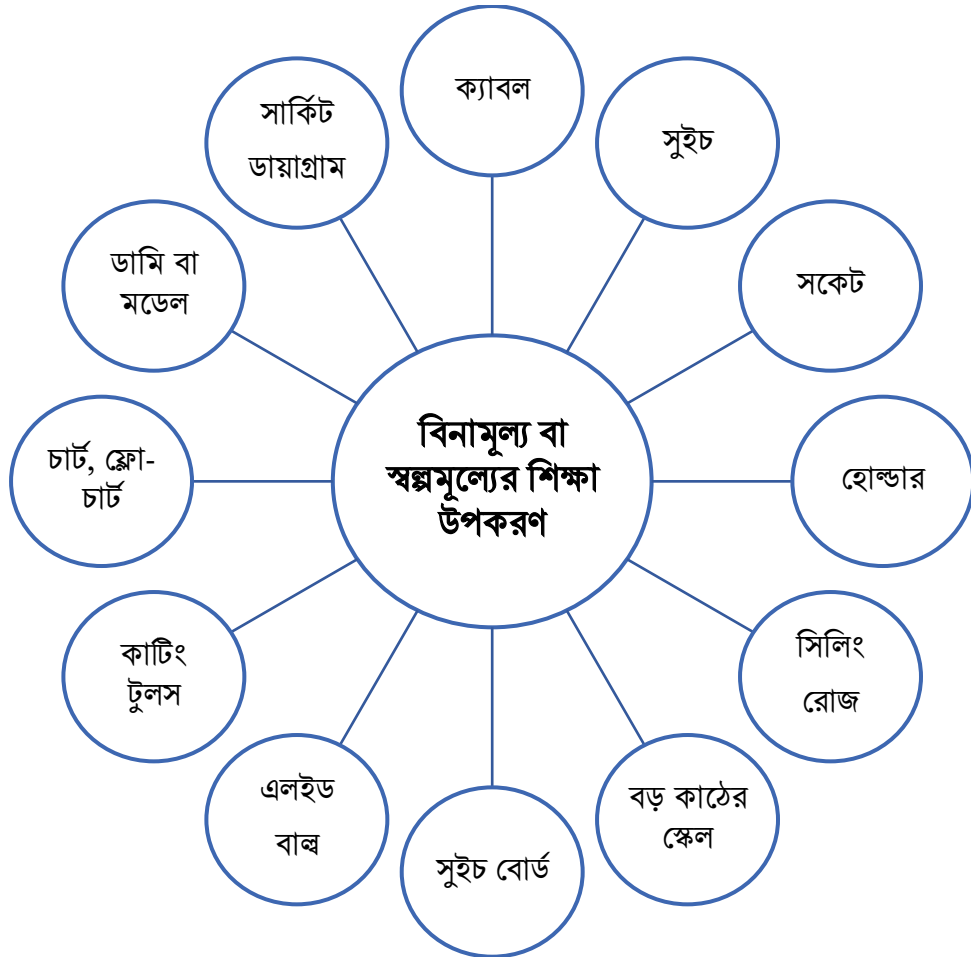 ক্যাবল
সুইচ
সকেট
হোল্ডার
সিলিং
রোজ
বড় কাঠের
স্কেল
সুইচ বোর্ড
এলইড
বাল্ব
কাটিং
টুলস
চার্ট, ফ্লো-
চার্ট
ডামি বা
মডেল
সার্কিট
ডায়াগ্রাম
বিনামূল্য বা
স্বল্পমূল্যের শিক্ষা
উপকরণ